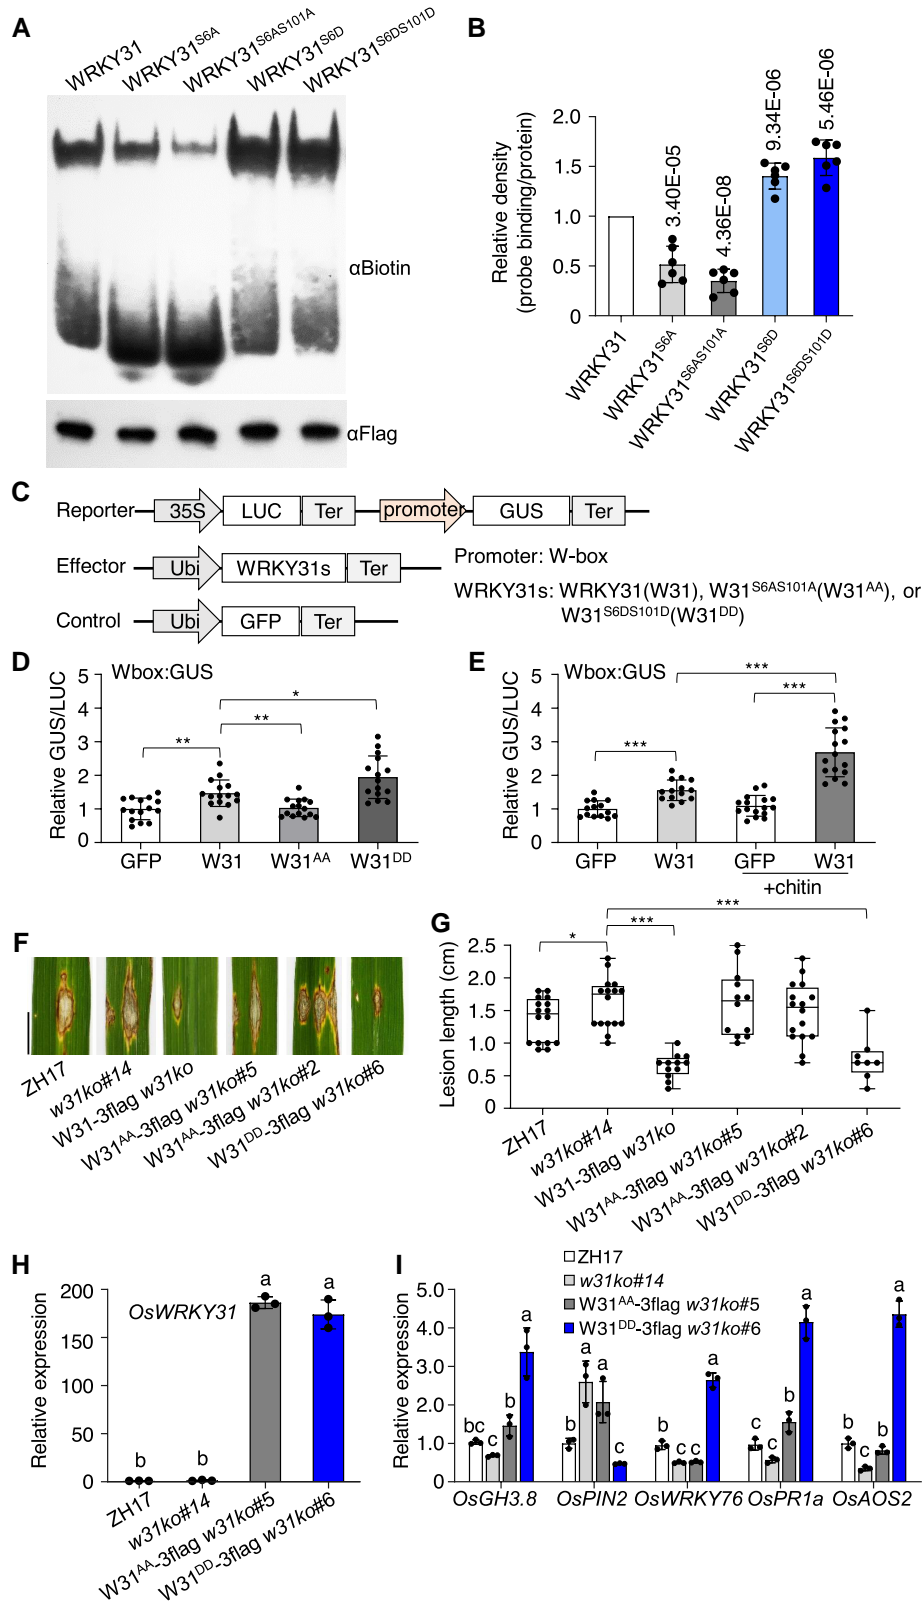 A
WRKY31
WRKY31S6A
WRKY31S6AS101A
WRKY31S6D
WRKY31S6DS101D
αBiotin
αFlag
B
Relative density
(probe binding/protein)
2.0
1.5
1.0
0.5
0
3.40E-05
4.36E-08
9.34E-06
5.46E-06
WRKY31
WRKY31S6A
WRKY31S6AS101A
WRKY31S6D
WRKY31S6DS101D
C
Reporter 35S LUC Ter promoter GUS Ter
Effector Ubi WRKY31s Ter
Control Ubi GFP Ter
Promoter: W-box
WRKY31s: WRKY31(W31), W31S6AS101A(W31AA), or
W31S6DS101D(W31DD)
D
Relative GUS/LUC
Wbox:GUS
5
4
3
2
1
0
**
**
*
GFP W31 W31AA W31DD
E
Relative GUS/LUC
Wbox:GUS
5
4
3
2
1
0
***
***
***
GFP W31 GFP W31
+chitin
F
ZH17
w31ko#14
W31-3flag w31ko
W31AA-3flag w31ko#5
W31AA-3flag w31ko#2
W31DD-3flag w31ko#6
G
Lesion length (cm)
2.5
2.0
1.5
1.0
0.5
0
*
***
***
ZH17
w31ko#14
W31-3flag w31ko
W31AA-3flag w31ko#5
W31AA-3flag w31ko#2
W31DD-3flag w31ko#6
H
Relative expression
OsWRKY31
200
150
100
50
0
b b a a
ZH17
w31ko#14
W31AA-3flag w31ko#5
W31DD-3flag w31ko#6
I
ZH17
w31ko#14
W31AA-3flag w31ko#5
W31DD-3flag w31ko#6
Relative expression
5.0
4.0
3.0
2.0
1.0
0
bc c b a
b a a c
b c c a
c c b a
b c b a
OsGH3.8 OsPIN2 OsWRKY76 OsPR1a OsAOS2